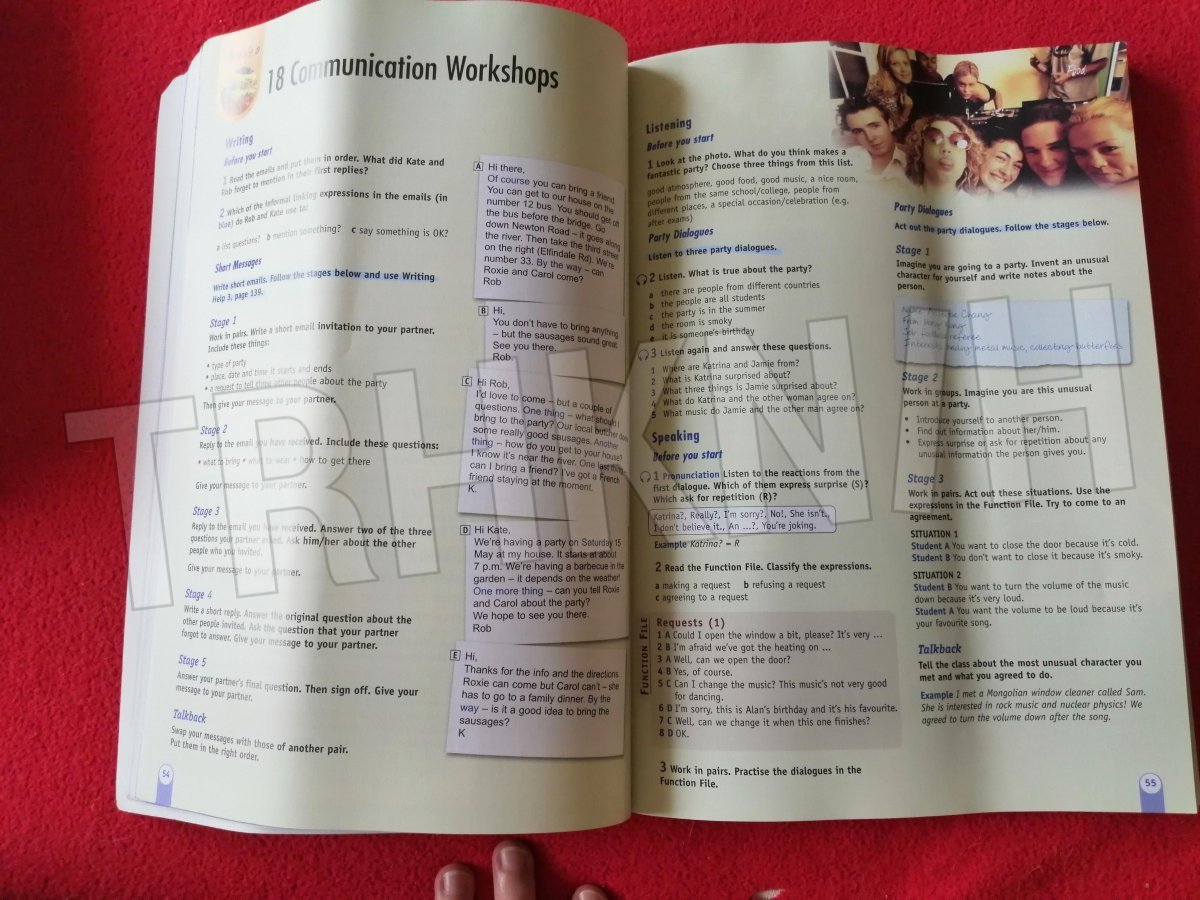 18 Communication Workshops
Writing
Before you start
1 Read the emails and put them in order. What did Kate and
Rob forget to mention in their first replies?
2 Which of the informal linking expressions in the emails (in
blue) do Rob and Kate use to:
a list questions? b mention something? c say something is OK?
Short Messages
Write short emails. Follow the stages below and use Writing
Help 3, page 139.
Stage 1
Work in pairs. Write a short email invitation to your partner.
Include these things:
• type of party
• place, date and time it starts and ends
• a request to tell three other people about the party
Then give your message to your partner.
Stage 2
Reply to the email you have received. Include these questions:
• what to bring • what to wear • how to get there
Give your message to your partner.
Stage 3
Reply to the email you have received. Answer two of the three
questions your partner asked. Ask him/her about the other
people who you invited.
Give your message to your partner.
Stage 4
Write a short reply. Answer the original question about the
other people invited. Ask the question that your partner
forgot to answer. Give your message to your partner.
Stage 5
Answer your partner's final question. Then sign off. Give your
message to your partner.
Talkback
Swap your messages with those of another pair.
Put them in the right order.
54
A Hi there,
Of course you can bring a friend.
You can get to our house on the
number 12 bus. You should get off
the bus before the bridge. Go
down Newton Road – it goes along
the river. Then take the third street
on the right (Elfindale Rd). We're
number 33. By the way – can
Roxie and Carol come?
Rob
B Hi,
You don't have to bring anything
– but the sausages sound great.
See you there.
Rob
C Hi Rob,
I'd love to come – but a couple of
questions. One thing – what should I
bring to the party? Our local butcher does
some really good sausages. Another
thing – how do you get to your house?
I know it's near the river. One last thing
can I bring a friend? I've got a French
friend staying at the moment.
K.
D Hi Kate,
We're having a party on Saturday 15
May at my house. It starts at about
7 p.m. We're having a barbecue in the
garden – it depends on the weather!
One more thing – can you tell Roxie
and Carol about the party?
We hope to see you there.
Rob
E Hi,
Thanks for the info and the directions
Roxie can come but Carol can't – she
has to go to a family dinner. By the
way – is it a good idea to bring the
sausages?
K
Listening
Before you start
1 Look at the photo. What do you think makes a
fantastic party? Choose three things from this list.
good atmosphere, good food, good music, a nice room,
people from the same school/college, people from
different places, a special occasion/celebration (e.g.
after exams)
Party Dialogues
Listen to three party dialogues.
2 Listen. What is true about the party?
a there are people from different countries
b the people are all students
c the party is in the summer
d the room is smoky
e it is someone's birthday
3 Listen again and answer these questions.
1 Where are Katrina and Jamie from?
2 What is Katrina surprised about?
3 What three things is Jamie surprised about?
4 What do Katrina and the other woman agree on?
5 What music do Jamie and the other man agree on?
Speaking
Before you start
1 Pronunciation Listen to the reactions from the
first dialogue. Which of them express surprise (S)?
Which ask for repetition (R)?
Katrina?, Really?, I'm sorry?, No!, She isn't.,
I don't believe it., An ...?, You're joking.
Example Katrina? = R
2 Read the Function File. Classify the expressions.
a making a request b refusing a request
c agreeing to a request
FUNCTION FILE
Requests (1)
1 A Could I open the window a bit, please? It's very ...
2 B I'm afraid we've got the heating on ...
3 A Well, can we open the door?
4 B Yes, of course.
5 C Can I change the music? This music's not very good
for dancing.
6 D I'm sorry, this is Alan's birthday and it's his favourite.
7 C Well, can we change it when this one finishes?
8 D OK.
3 Work in pairs. Practise the dialogues in the
Function File.
Party Dialogues
Act out the party dialogues. Follow the stages below.
Stage 1
Imagine you are going to a party. Invent an unusual
character for yourself and write notes about the
person.
Chang
From Hong Kong
Job football referee
Interests heavy metal music, collecting butterflies
Stage 2
Work in groups. Imagine you are this unusual
person at a party.
• Introduce yourself to another person.
• Find out information about her/him.
• Express surprise or ask for repetition about any
unusual information the person gives you.
Stage 3
Work in pairs. Act out these situations. Use the
expressions in the Function File. Try to come to an
agreement.
SITUATION 1
Student A You want to close the door because it's cold.
Student B You don't want to close it because it's smoky.
SITUATION 2
Student B You want to turn the volume of the music
down because it's very loud.
Student A You want the volume to be loud because it's
your favourite song.
Talkback
Tell the class about the most unusual character you
met and what you agreed to do.
Example I met a Mongolian window cleaner called Sam.
She is interested in rock music and nuclear physics! We
agreed to turn the volume down after the song.
55
TRHKNJH